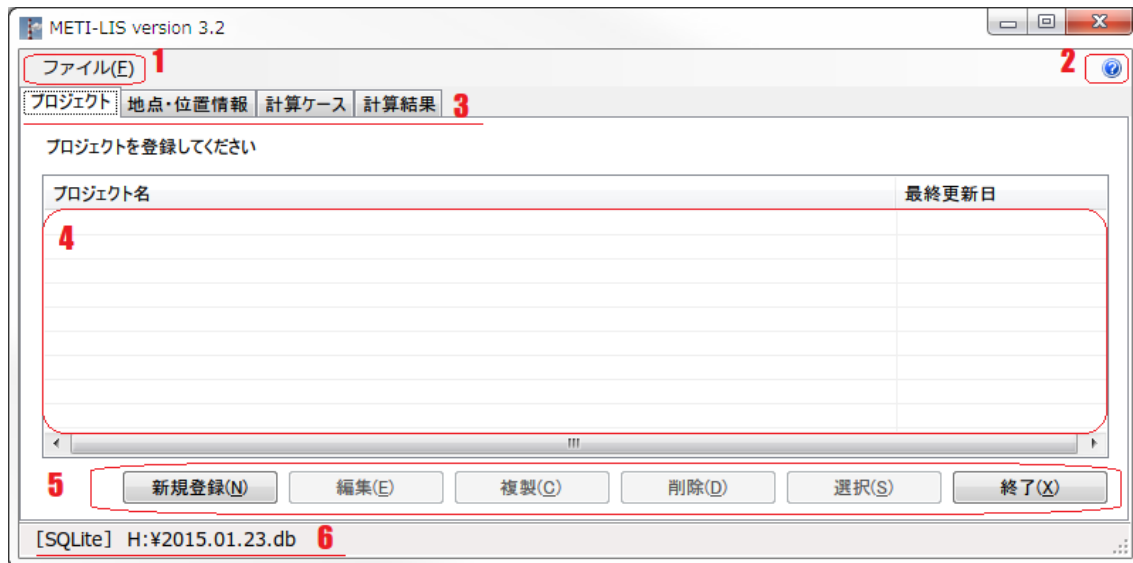 METI-LIS version 3.2
ファイル(F) 1 2
プロジェクト 地点・位置情報 計算ケース 計算結果 3
プロジェクトを登録してください
プロジェクト名 最終更新日
4
5 新規登録(N) 編集(E) 複製(C) 削除(D) 選択(S) 終了(X)
[SQLite] H:¥2015.01.23.db 6